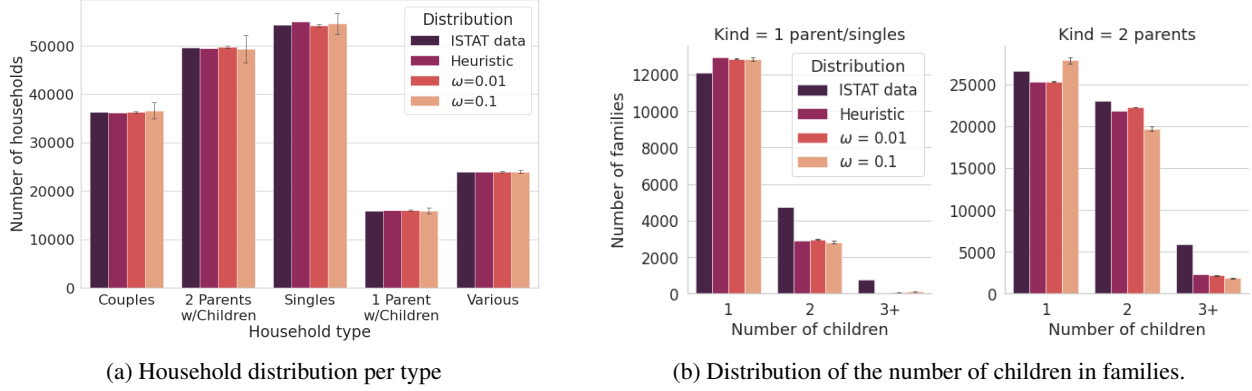 Distribution
ISTAT data
Heuristic
ω=0.01
ω=0.1
Number of households
50000
40000
30000
20000
10000
0
Couples
2 Parents
w/Children
Singles
1 Parent
w/Children
Various
Household type
(a) Household distribution per type
Kind = 1 parent/singles
Distribution
ISTAT data
Heuristic
ω = 0.01
ω = 0.1
Number of families
12000
10000
8000
6000
4000
2000
0
1
2
3+
Number of children
Kind = 2 parents
25000
20000
15000
10000
5000
0
1
2
3+
Number of children
(b) Distribution of the number of children in families.